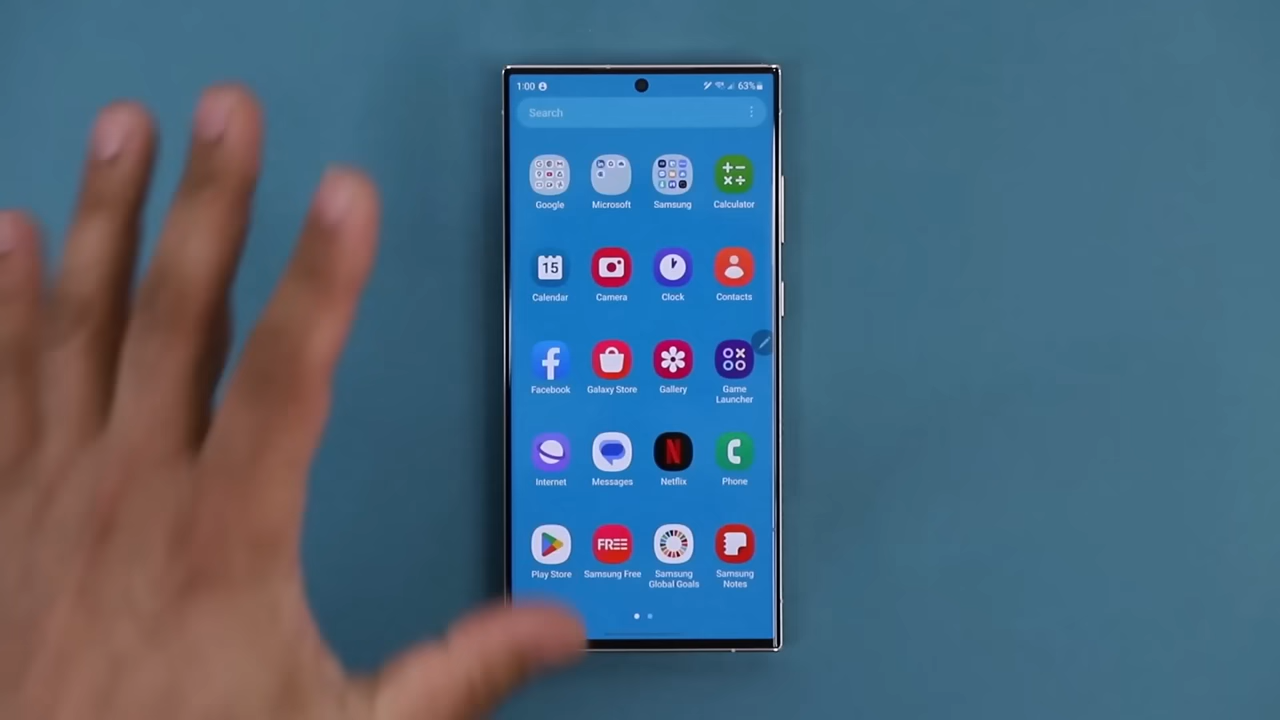 1:00 63%
Search
Google Microsoft Samsung Calculator
15
Calendar Camera Clock Contacts
Facebook Galaxy Store Gallery Game
Launcher
N
Internet Messages Netflix Phone
FREE
Play Store Samsung Free Samsung Samsung
Global Goals Notes